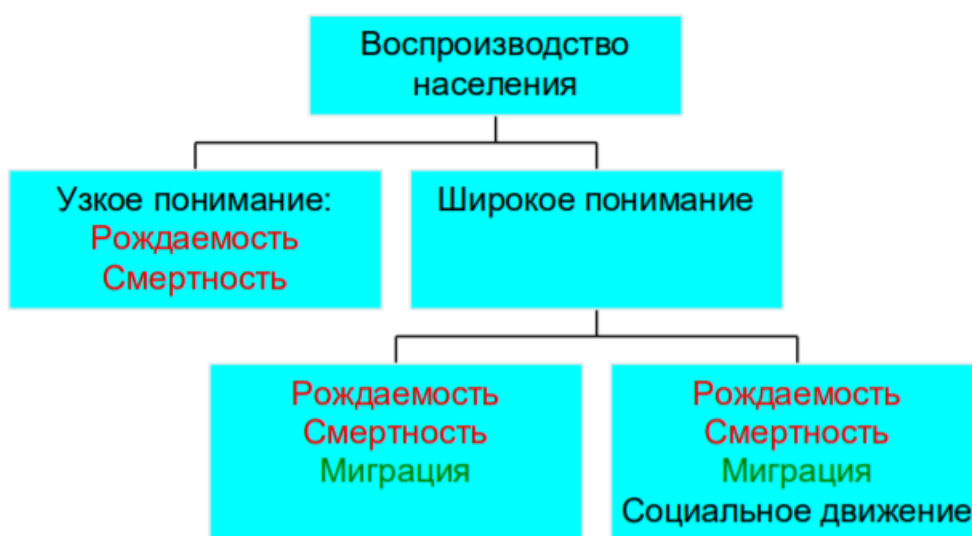 Воспроизводство
населения
Узкое понимание:
Рождаемость
Смертность
Широкое понимание
Рождаемость
Смертность
Миграция
Рождаемость
Смертность
Миграция
Социальное движение